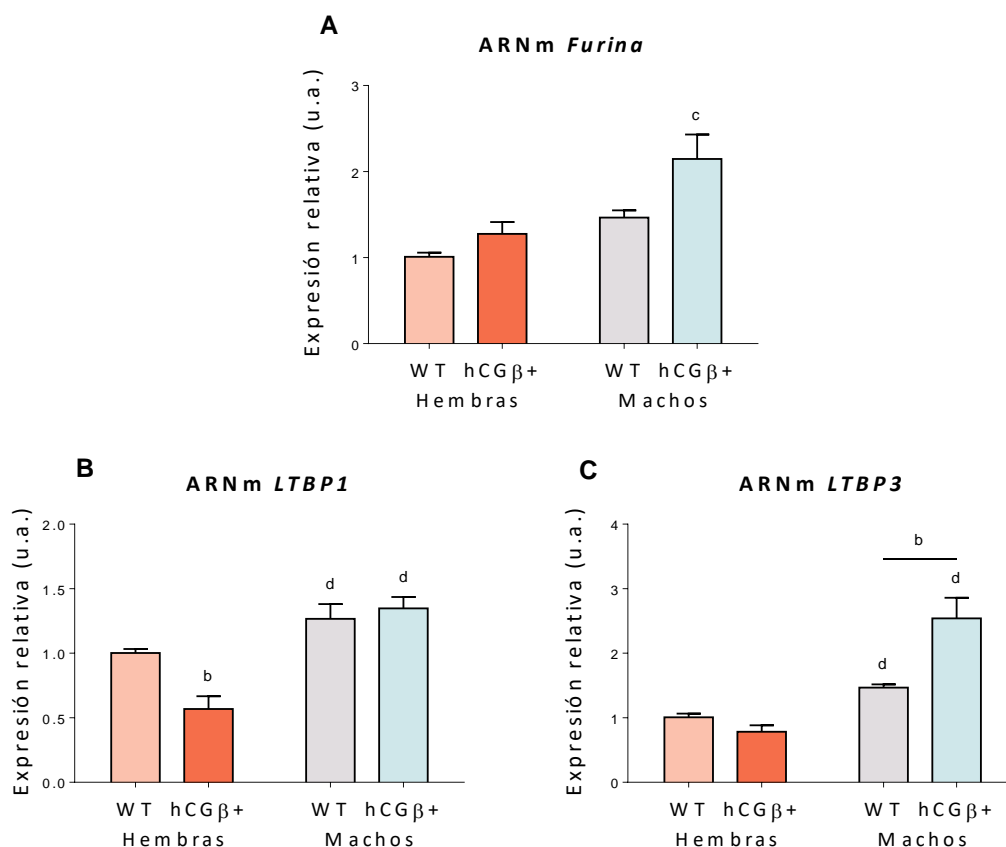 A
ARNm Furina
Expresión relativa (u.a.)
3
2
1
0
c
WT hCGβ+ WT hCGβ+
Hembras Machos
B
ARNm LTBP1
Expresión relativa (u.a.)
2.0
1.5
1.0
0.5
0.0
b
d
d
WT hCGβ+ WT hCGβ+
Hembras Machos
C
ARNm LTBP3
Expresión relativa (u.a.)
4
3
2
1
0
b
d
d
WT hCGβ+ WT hCGβ+
Hembras Machos